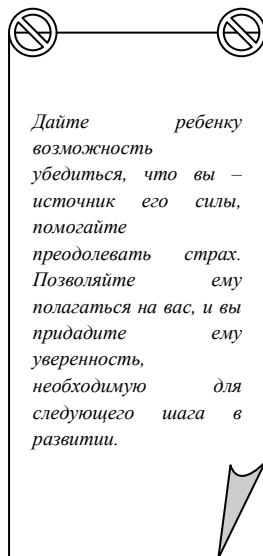 Дайте ребенку
возможность
убедиться, что вы –
источник его силы,
помогайте
преодолевать страх.
Позволяйте ему
полагаться на вас, и вы
придадите ему
уверенность,
необходимую для
следующего шага в
развитии.